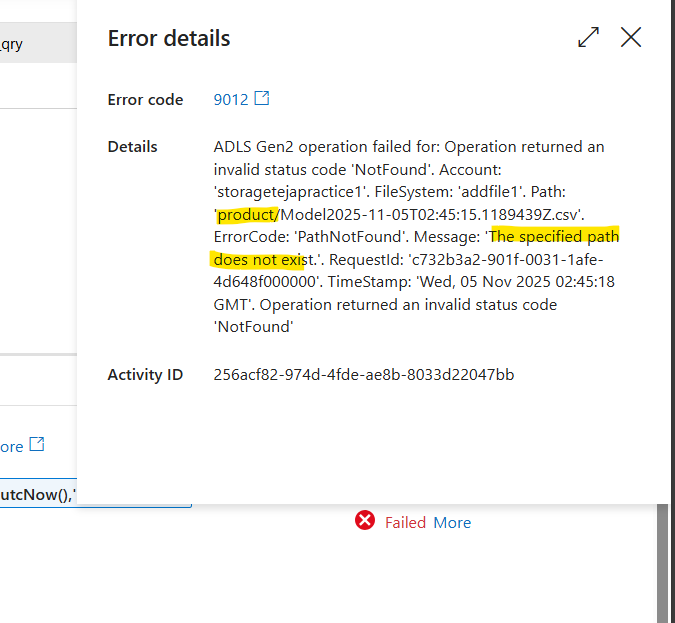 _qry
Error details
Error code 9012
Details ADLS Gen2 operation failed for: Operation returned an
invalid status code 'NotFound'. Account:
'storagetejapractice1'. FileSystem: 'addfile1'. Path:
'product/Model2025-11-05T02:45:15.1189439Z.csv'.
ErrorCode: 'PathNotFound'. Message: 'The specified path
does not exist.'. RequestId: 'c732b3a2-901f-0031-1afe-
4d648f000000'. TimeStamp: 'Wed, 05 Nov 2025 02:45:18
GMT'. Operation returned an invalid status code
'NotFound'
Activity ID 256acf82-974d-4fde-ae8b-8033d22047bb
ore
utcNow(),'
Failed More